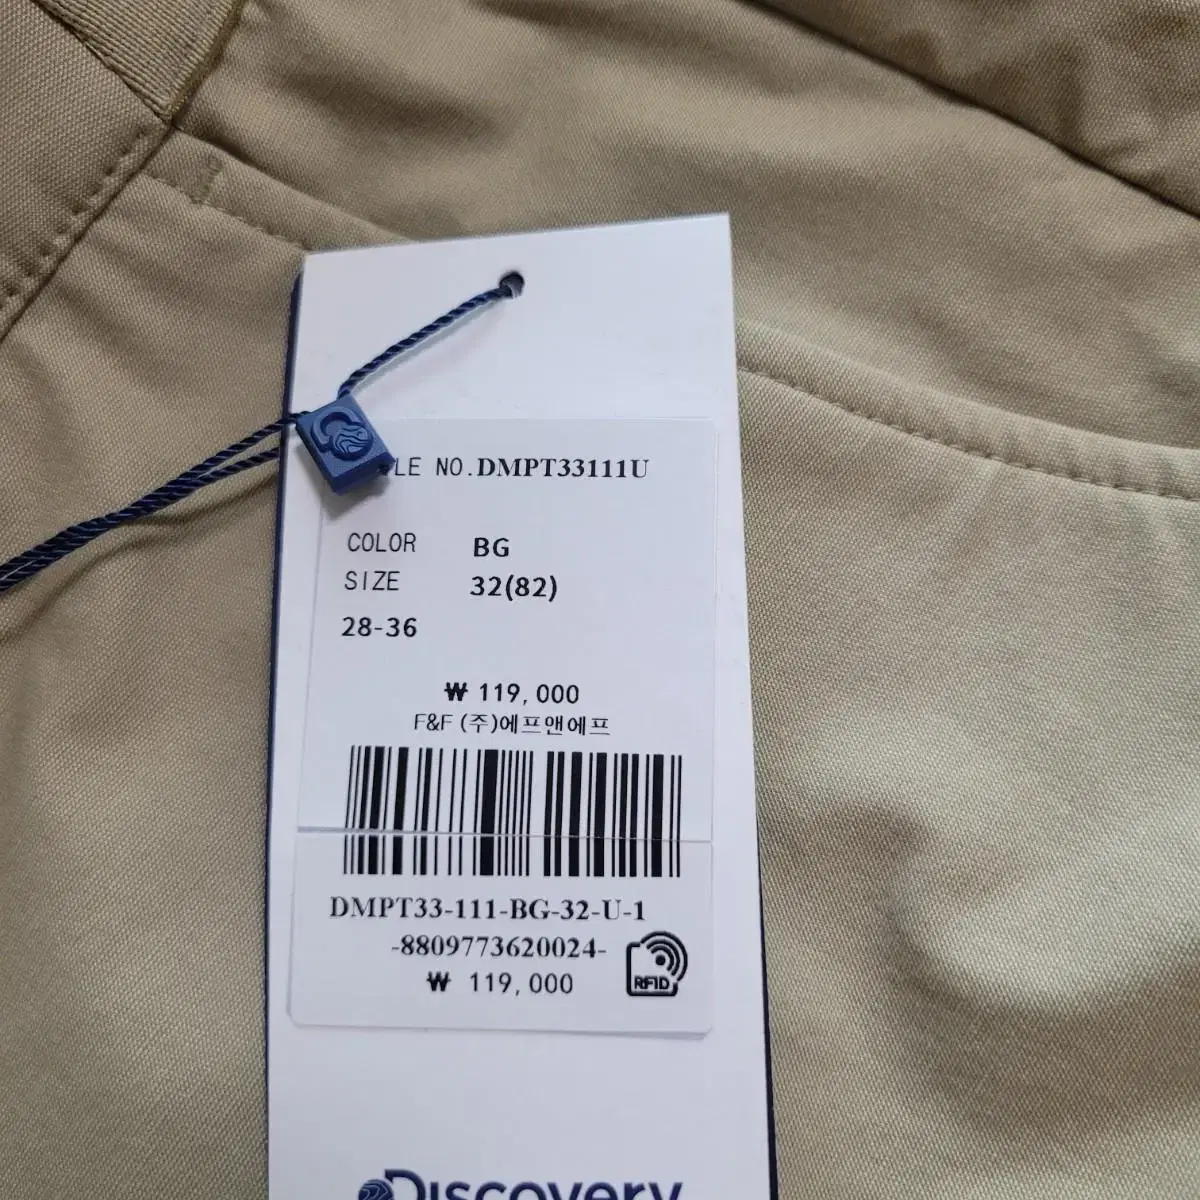 NO. DMPT33111U
COLOR BG
SIZE 32(82)
28-36
₩ 119,000
F&F (주)에프앤에프
DMPT33-111-BG-32-U-1
-8809773620024-
₩ 119,000
RFID
Discovery